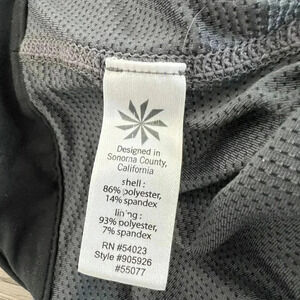 Designed in
Sonoma County,
California
shell :
86% polyester,
14% spandex
lining :
93% polyester,
7% spandex
RN #54023
Style #905926
#55077